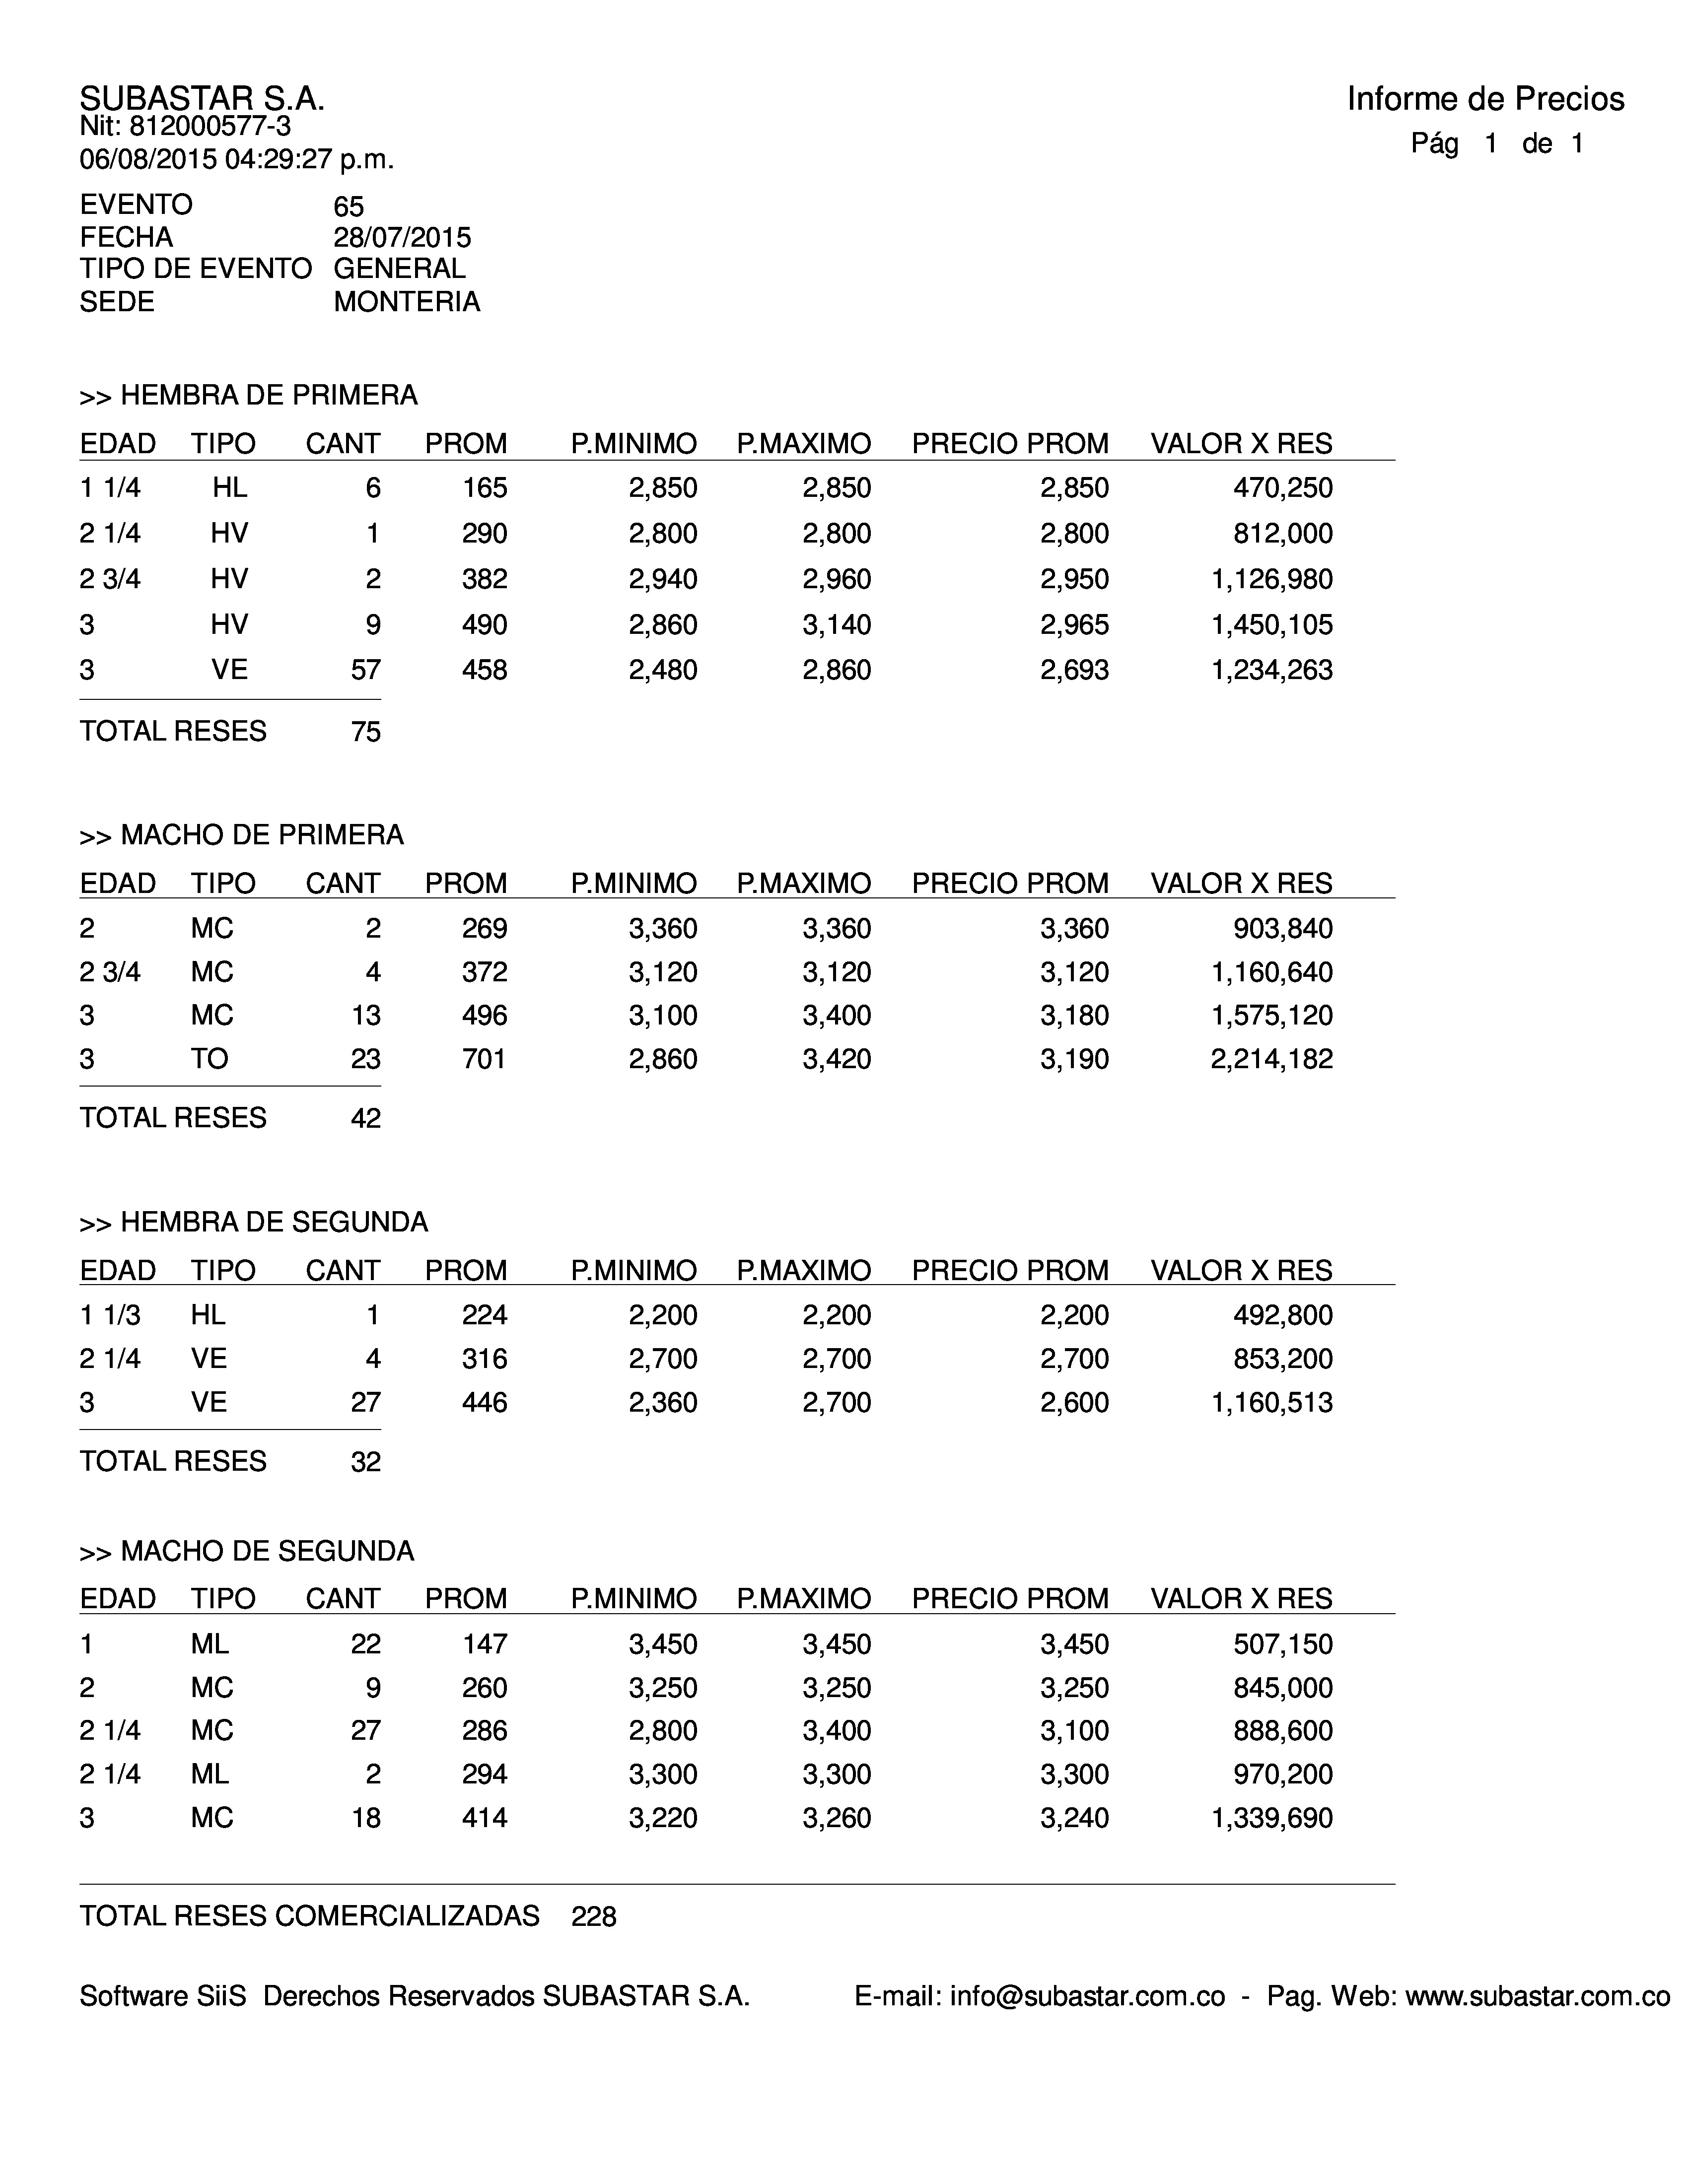 SUBASTAR S.A.
Informe de Precios
Nit: 812000577-3
Pág 1 de 1
06/08/2015 04:29:27 p.m.
EVENTO 65
FECHA 28/07/2015
TIPO DE EVENTO GENERAL
SEDE MONTERIA
>> HEMBRA DE PRIMERA
EDAD TIPO CANT PROM P.MINIMO P.MAXIMO PRECIO PROM VALOR X RES
1 1/4 HL 6 165 2,850 2,850 2,850 470,250
2 1/4 HV 1 290 2,800 2,800 2,800 812,000
2 3/4 HV 2 382 2,940 2,960 2,950 1,126,980
3 HV 9 490 2,860 3,140 2,965 1,450,105
3 VE 57 458 2,480 2,860 2,693 1,234,263
TOTAL RESES 75
>> MACHO DE PRIMERA
EDAD TIPO CANT PROM P.MINIMO P.MAXIMO PRECIO PROM VALOR X RES
2 MC 2 269 3,360 3,360 3,360 903,840
2 3/4 MC 4 372 3,120 3,120 3,120 1,160,640
3 MC 13 496 3,100 3,400 3,180 1,575,120
3 TO 23 701 2,860 3,420 3,190 2,214,182
TOTAL RESES 42
>> HEMBRA DE SEGUNDA
EDAD TIPO CANT PROM P.MINIMO P.MAXIMO PRECIO PROM VALOR X RES
1 1/3 HL 1 224 2,200 2,200 2,200 492,800
2 1/4 VE 4 316 2,700 2,700 2,700 853,200
3 VE 27 446 2,360 2,700 2,600 1,160,513
TOTAL RESES 32
>> MACHO DE SEGUNDA
EDAD TIPO CANT PROM P.MINIMO P.MAXIMO PRECIO PROM VALOR X RES
1 ML 22 147 3,450 3,450 3,450 507,150
2 MC 9 260 3,250 3,250 3,250 845,000
2 1/4 MC 27 286 2,800 3,400 3,100 888,600
2 1/4 ML 2 294 3,300 3,300 3,300 970,200
3 MC 18 414 3,220 3,260 3,240 1,339,690
TOTAL RESES COMERCIALIZADAS 228
Software SiiS Derechos Reservados SUBASTAR S.A. E-mail: info@subastar.com.co - Pag. Web: www.subastar.com.co